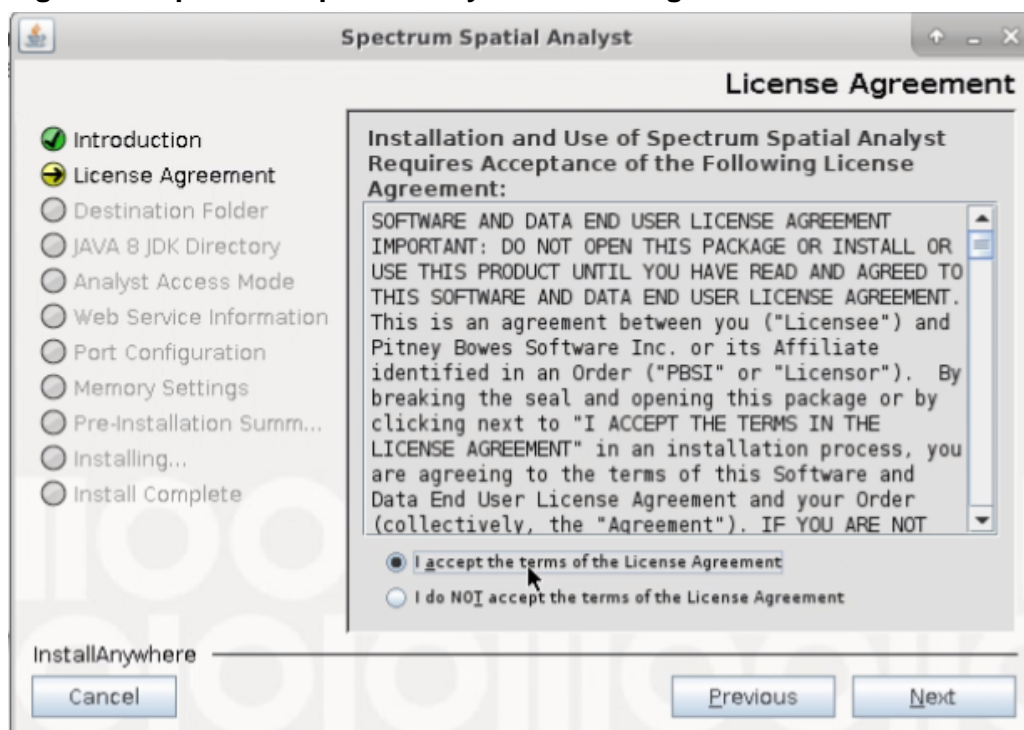 Spectrum Spatial Analyst
License Agreement
Introduction
License Agreement
Destination Folder
JAVA 8 JDK Directory
Analyst Access Mode
Web Service Information
Port Configuration
Memory Settings
Pre-Installation Summ...
Installing...
Install Complete
Installation and Use of Spectrum Spatial Analyst
Requires Acceptance of the Following License
Agreement:
SOFTWARE AND DATA END USER LICENSE AGREEMENT
IMPORTANT: DO NOT OPEN THIS PACKAGE OR INSTALL OR
USE THIS PRODUCT UNTIL YOU HAVE READ AND AGREED TO
THIS SOFTWARE AND DATA END USER LICENSE AGREEMENT.
This is an agreement between you ("Licensee") and
Pitney Bowes Software Inc. or its Affiliate
identified in an Order ("PBSI" or "Licensor"). By
breaking the seal and opening this package or by
clicking next to "I ACCEPT THE TERMS IN THE
LICENSE AGREEMENT" in an installation process, you
are agreeing to the terms of this Software and
Data End User License Agreement and your Order
(collectively, the "Agreement"). IF YOU ARE NOT
I accept the terms of the License Agreement
I do NOT accept the terms of the License Agreement
InstallAnywhere
Cancel
Previous
Next